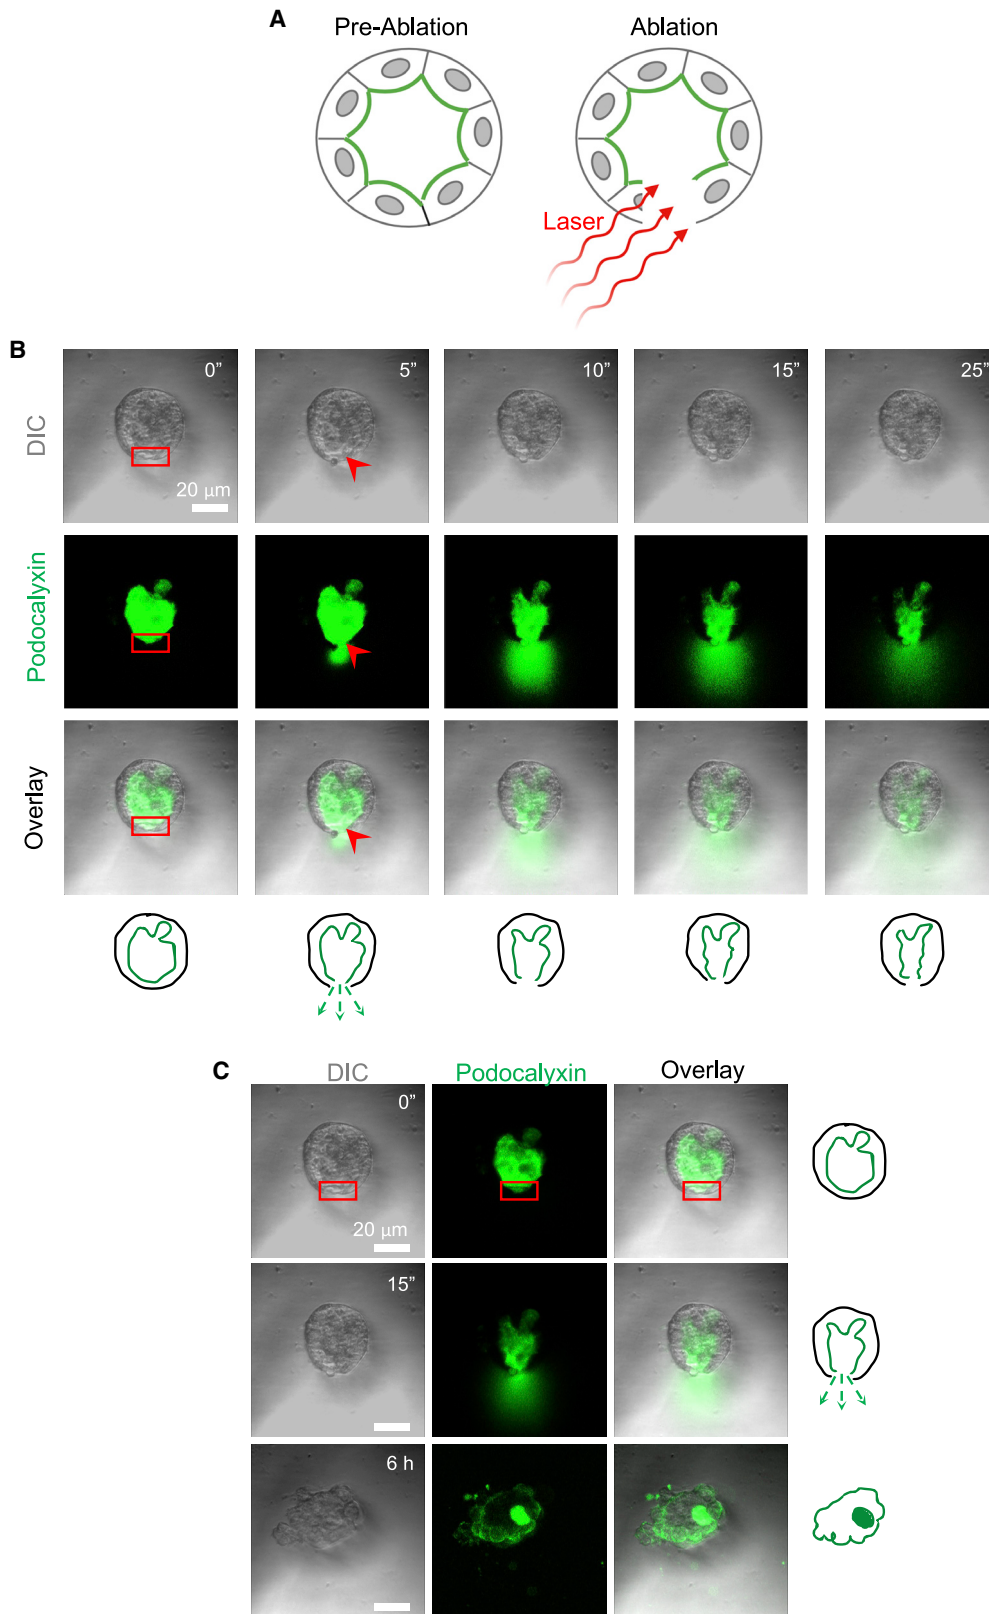 A
Pre-Ablation
Ablation
Laser
B
0”
5”
10”
15”
25”
DIC
20 μm
Podocalyxin
Overlay
C
DIC
Podocalyxin
Overlay
0”
20 μm
15”
6 h